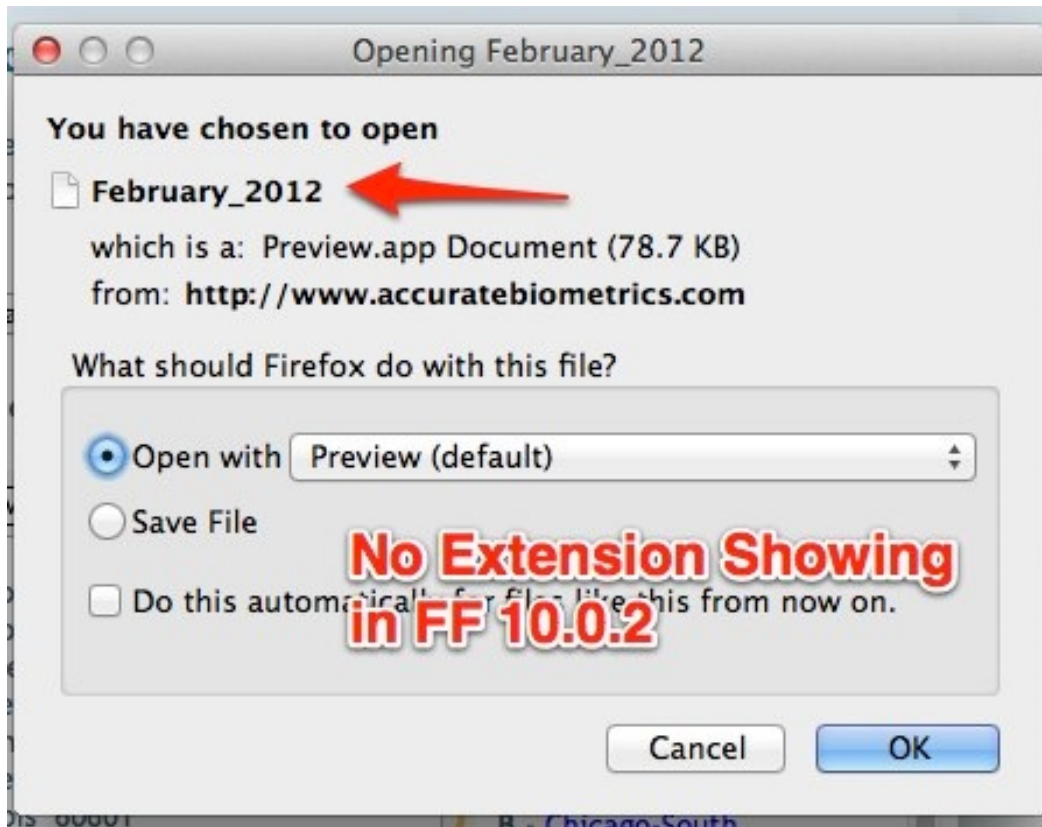 Opening February_2012
You have chosen to open
February_2012
which is a: Preview.app Document (78.7 KB)
from: http://www.accuratebiometrics.com
What should Firefox do with this file?
Open with Preview (default)
Save File
No Extension Showing
Do this automatically for files like this from now on.
in FF 10.0.2
Cancel OK
60601
B - Chicago-South